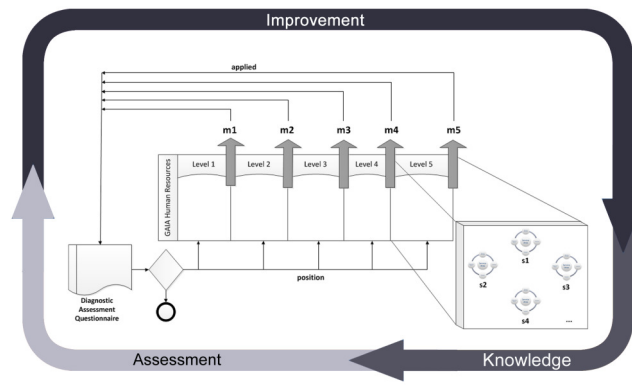 Improvement
applied
m1 m2 m3 m4 m5
GAIA Human Resources
Level 1 Level 2 Level 3 Level 4 Level 5
s1
s2
s3
s4
...
position
Diagnostic
Assessment
Questionnaire
Assessment
Knowledge